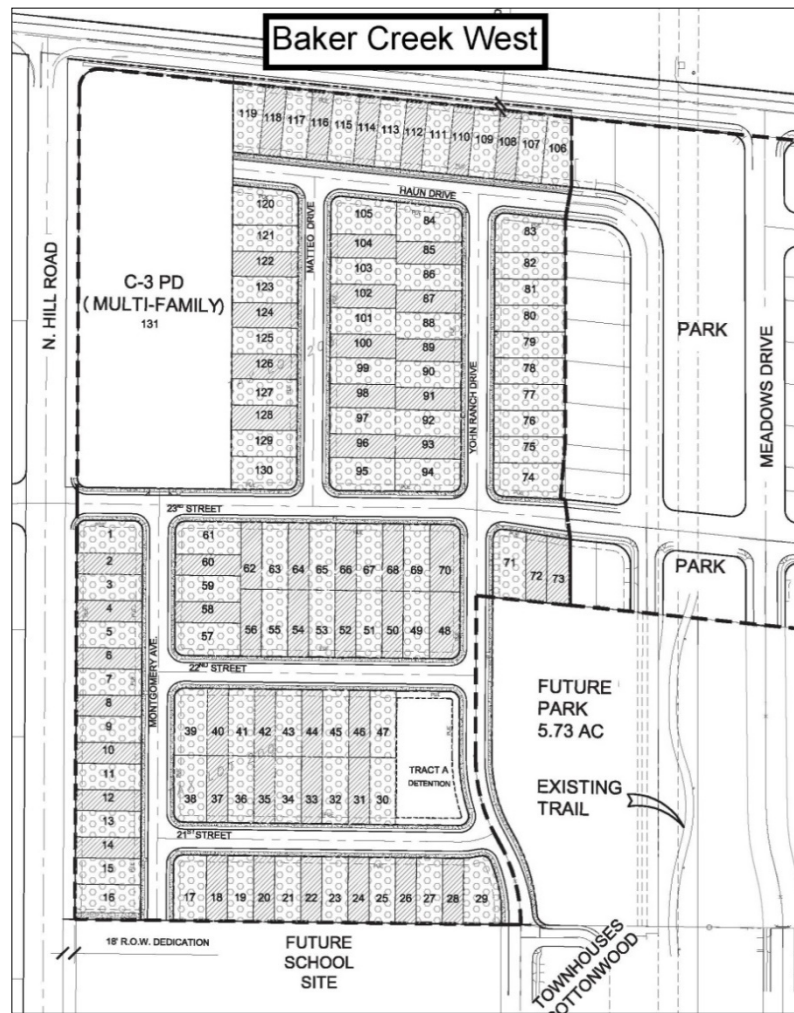 Baker Creek West
119 118 117 116 115 114 113 112 111 110 109 108 107 106
HAUN DRIVE
MATTEO DRIVE
YOHN RANCH DRIVE
N. HILL ROAD
MEADOWS DRIVE
C-3 PD
( MULTI-FAMILY)
131
PARK
120
121
122
123
124
125
126
127
128
129
130
105 84
104 85
103 86
102 87
101 88
100 89
99 90
98 91
97 92
96 93
95 94
83
82
81
80
79
78
77
76
75
74
23RD STREET
1
2
3
4
5
6
7
8
9
10
11
12
13
14
15
16
MONTGOMERY AVE.
61
60
59
58
57
62 63 64 65 66 67 68 69 70
56 55 54 53 52 51 50 49 48
71 72 73
PARK
22ND STREET
39 40 41 42 43 44 45 46 47
38 37 36 35 34 33 32 31 30
TRACT A
DETENTION
FUTURE
PARK
5.73 AC
EXISTING
TRAIL
21ST STREET
17 18 19 20 21 22 23 24 25 26 27 28 29
18' R.O.W. DEDICATION
FUTURE
SCHOOL
SITE
TOWNHOUSES
COTTONWOOD